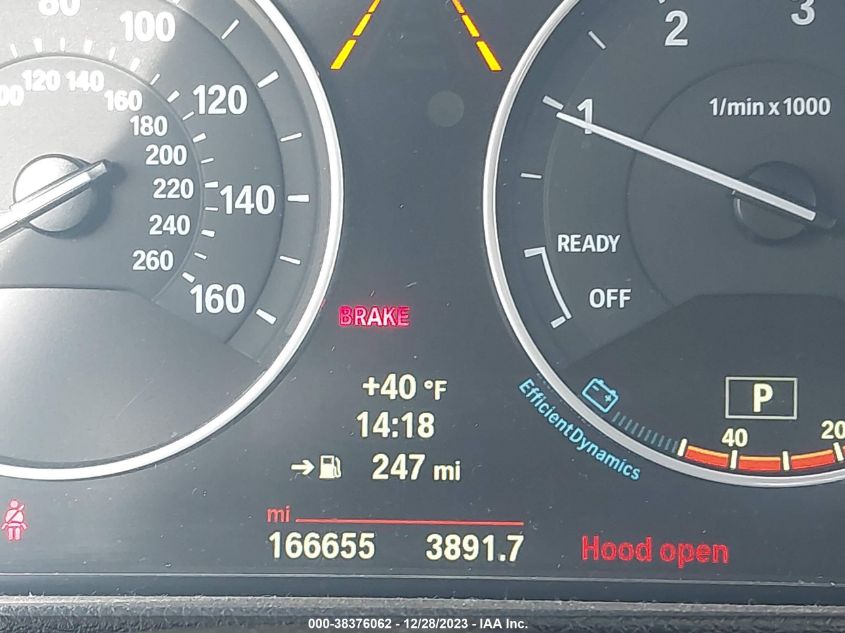 80
100
120
140
160
120 140
160
180
200
220
240
260
1
2
3
1/min x 1000
READY
OFF
BRAKE
+40 °F
14:18
247 mi
EfficientDynamics
P
40
20
mi
166655 3891.7
Hood open
000-38376062 - 12/28/2023 - IAA Inc.